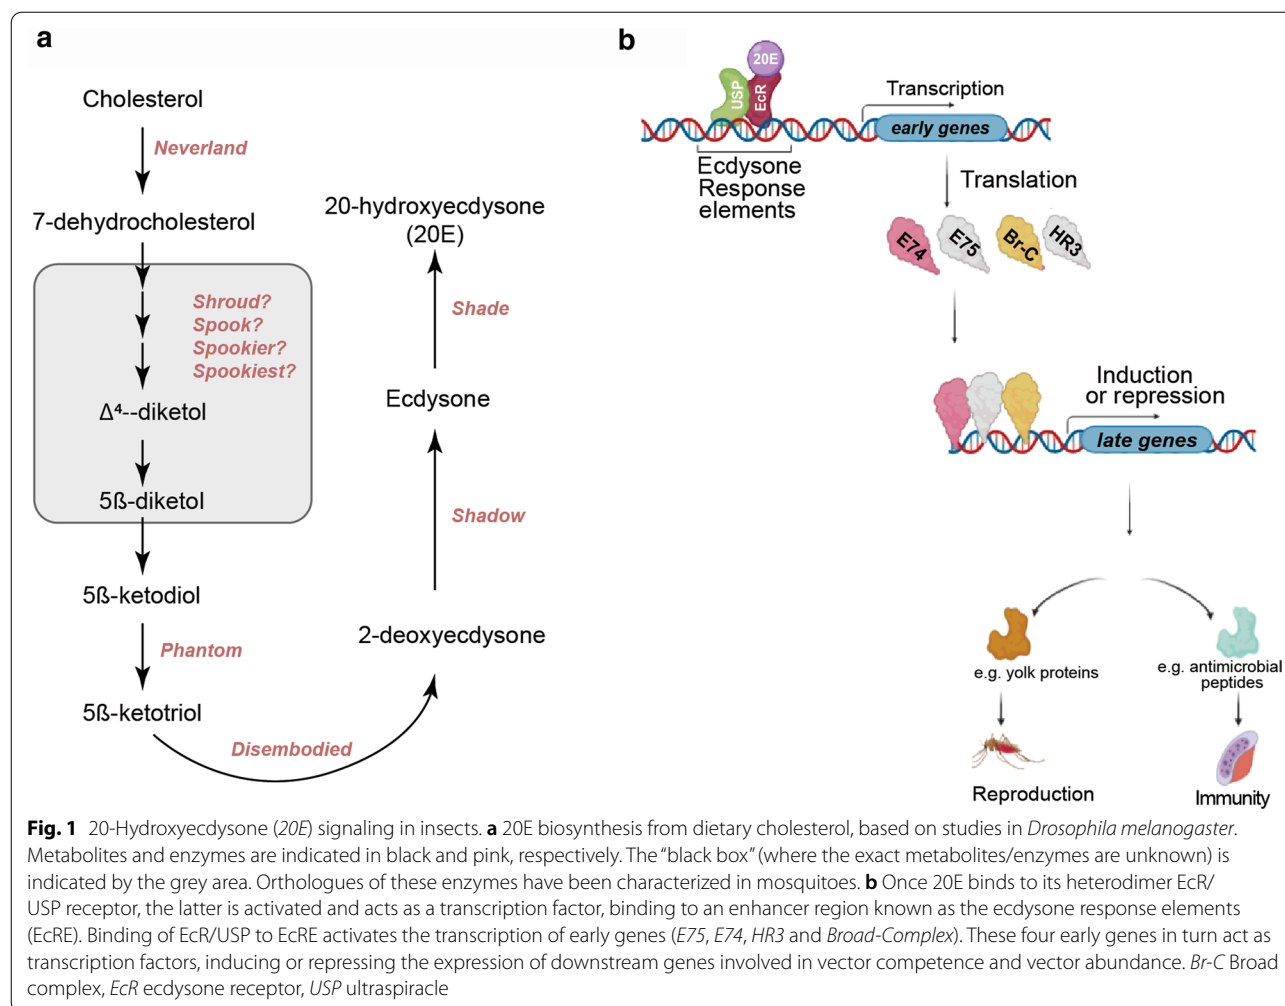 a
Cholesterol
Neverland
7-dehydrocholesterol
Shroud?
Spook?
Spookier?
Spookiest?
Δ⁴--diketol
5ß-diketol
5ß-ketodiol
Phantom
5ß-ketotriol
Disembodied
2-deoxyecdysone
Shadow
Ecdysone
Shade
20-hydroxyecdysone
(20E)
b
20E
USP
EcR
Transcription
early genes
Ecdysone
Response
elements
Translation
E74
E75
Br-C
HR3
Induction
or repression
late genes
e.g. yolk proteins
e.g. antimicrobial
peptides
Reproduction
Immunity
Fig. 1 20-Hydroxyecdysone (20E) signaling in insects. a 20E biosynthesis from dietary cholesterol, based on studies in Drosophila melanogaster.
Metabolites and enzymes are indicated in black and pink, respectively. The “black box” (where the exact metabolites/enzymes are unknown) is
indicated by the grey area. Orthologues of these enzymes have been characterized in mosquitoes. b Once 20E binds to its heterodimer EcR/
USP receptor, the latter is activated and acts as a transcription factor, binding to an enhancer region known as the ecdysone response elements
(EcRE). Binding of EcR/USP to EcRE activates the transcription of early genes (E75, E74, HR3 and Broad-Complex). These four early genes in turn act as
transcription factors, inducing or repressing the expression of downstream genes involved in vector competence and vector abundance. Br-C Broad
complex, EcR ecdysone receptor, USP ultraspiracle